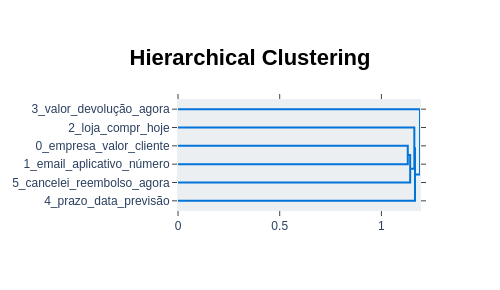 Hierarchical Clustering
3_valor_devolução_agora
2_loja_compr_hoje
0_empresa_valor_cliente
1_email_aplicativo_número
5_cancelei_reembolso_agora
4_prazo_data_previsão
0 0.5 1